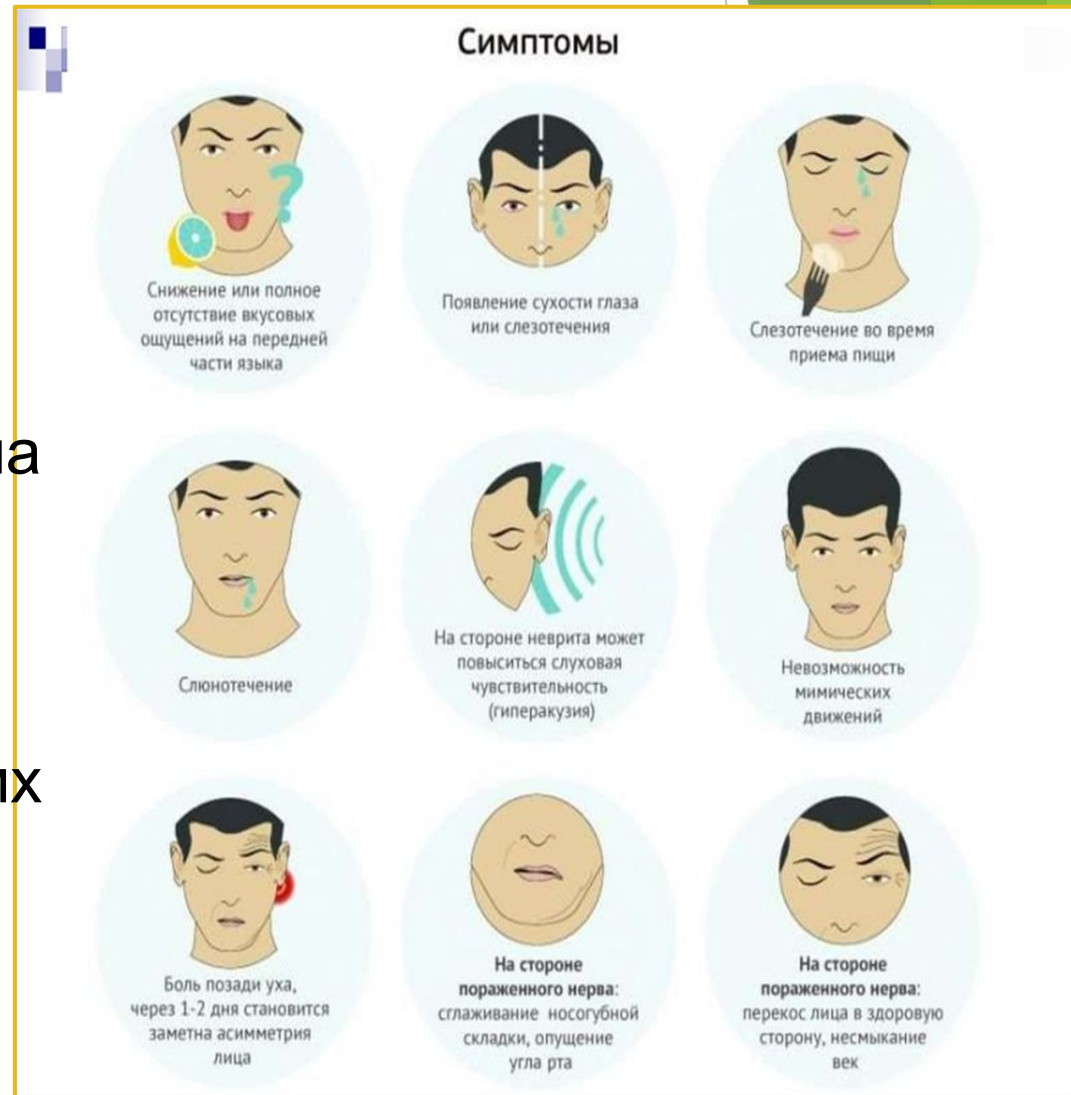 Симптомы
Снижение или полное
отсутствие вкусовых
ощущений на передней
части языка
Появление сухости глаза
или слезотечения
Слезотечение во время
приема пищи
Слюнотечение
На стороне неврита может
повыситься слуховая
чувствительность
(гиперакузия)
Невозможность
мимических
движений
Боль позади уха,
через 1-2 дня становится
заметна асимметрия
лица
На стороне
пораженного нерва:
сглаживание носогубной
складки, опущение
угла рта
На стороне
пораженного нерва:
перекос лица в здоровую
сторону, несмыкание
век
их